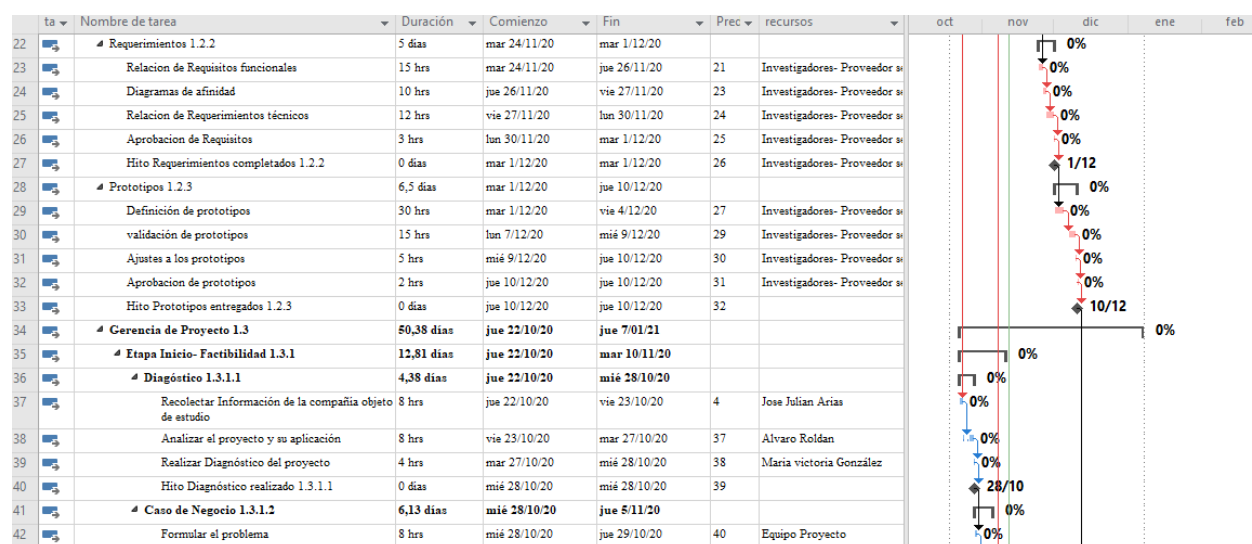 ta Nombre de tarea Duración Comienzo Fin Prec recursos oct nov dic ene feb
22 Requerimientos 1.2.2 5 días mar 24/11/20 mar 1/12/20 0%
23 Relacion de Requisitos funcionales 15 hrs mar 24/11/20 jue 26/11/20 21 Investigadores- Proveedor se 0%
24 Diagramas de afinidad 10 hrs jue 26/11/20 vie 27/11/20 23 Investigadores- Proveedor se 0%
25 Relacion de Requerimientos técnicos 12 hrs vie 27/11/20 lun 30/11/20 24 Investigadores- Proveedor se 0%
26 Aprobacion de Requisitos 3 hrs lun 30/11/20 mar 1/12/20 25 Investigadores- Proveedor se 0%
27 Hito Requerimientos completados 1.2.2 0 días mar 1/12/20 mar 1/12/20 26 Investigadores- Proveedor se 1/12
28 Prototipos 1.2.3 6,5 días mar 1/12/20 jue 10/12/20 0%
29 Definición de prototipos 30 hrs mar 1/12/20 vie 4/12/20 27 Investigadores- Proveedor se 0%
30 validación de prototipos 15 hrs lun 7/12/20 mié 9/12/20 29 Investigadores- Proveedor se 0%
31 Ajustes a los prototipos 5 hrs mié 9/12/20 jue 10/12/20 30 Investigadores- Proveedor se 0%
32 Aprobacion de prototipos 2 hrs jue 10/12/20 jue 10/12/20 31 Investigadores- Proveedor se 0%
33 Hito Prototipos entregados 1.2.3 0 días jue 10/12/20 jue 10/12/20 32 10/12
34 Gerencia de Proyecto 1.3 50,38 días jue 22/10/20 jue 7/01/21 0%
35 Etapa Inicio- Factibilidad 1.3.1 12,81 días jue 22/10/20 mar 10/11/20 0%
36 Diagóstico 1.3.1.1 4,38 días jue 22/10/20 mié 28/10/20 0%
37 Recolectar Información de la compañia objeto 8 hrs jue 22/10/20 vie 23/10/20 4 Jose Julian Arias 0%
de estudio
38 Analizar el proyecto y su aplicación 8 hrs vie 23/10/20 mar 27/10/20 37 Alvaro Roldan 0%
39 Realizar Diagnóstico del proyecto 4 hrs mar 27/10/20 mié 28/10/20 38 Maria victoria González 0%
40 Hito Diagnóstico realizado 1.3.1.1 0 días mié 28/10/20 mié 28/10/20 39 28/10
41 Caso de Negocio 1.3.1.2 6,13 días mié 28/10/20 jue 5/11/20 0%
42 Formular el problema 8 hrs mié 28/10/20 jue 29/10/20 40 Equipo Proyecto 0%